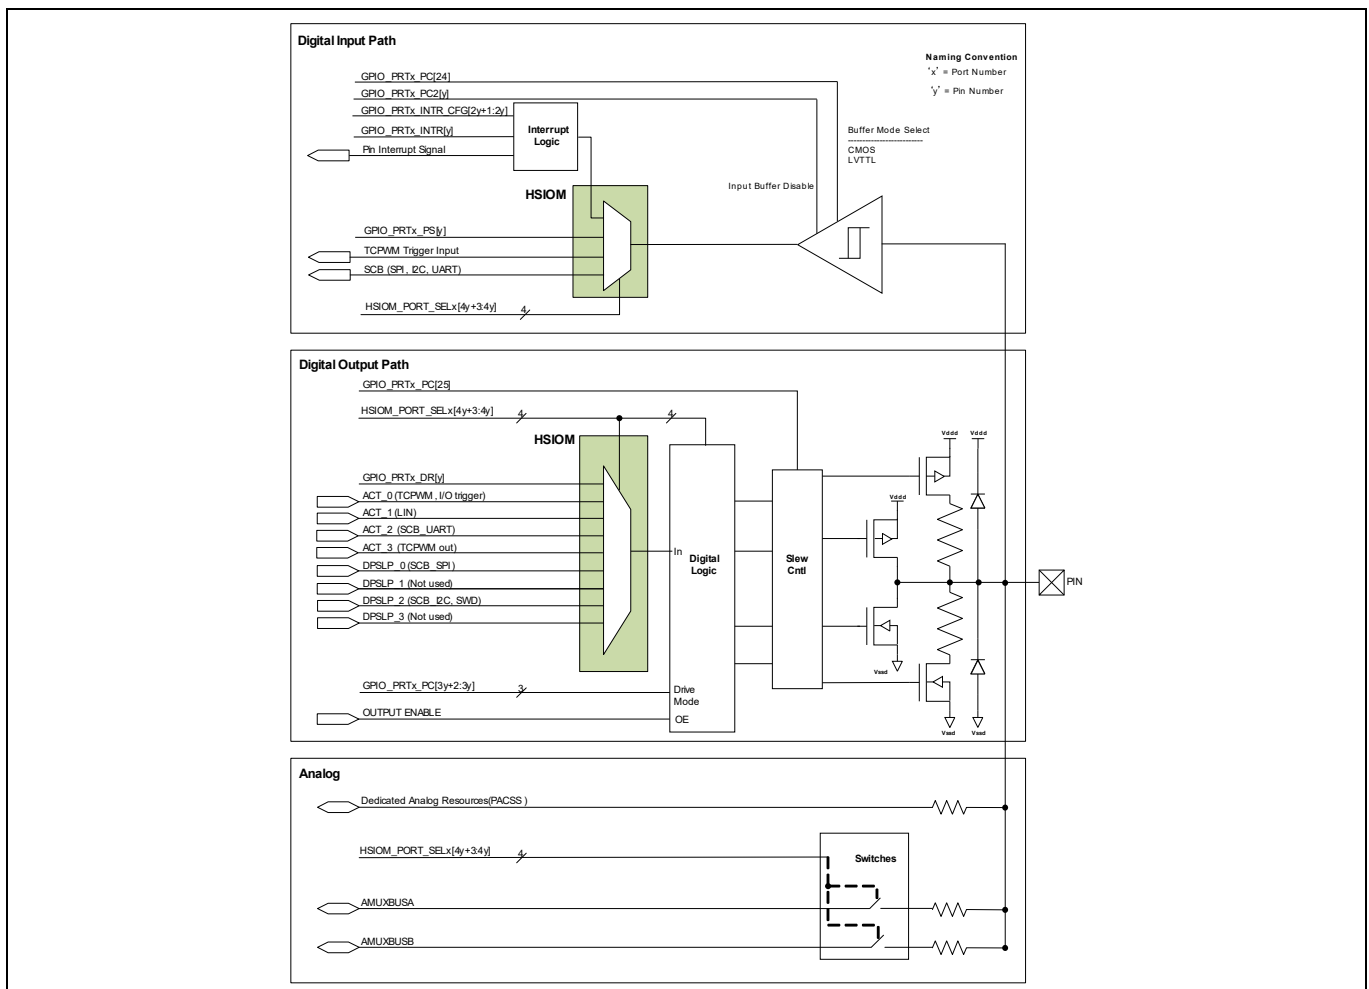 Digital Input Path
Naming Convention
'x' = Port Number
'y' = Pin Number
GPIO_PRTx_PC[24]
GPIO_PRTx_PC2[y]
GPIO_PRTx_INTR_CFG[2y+1:2y]
GPIO_PRTx_INTR[y]
Pin Interrupt Signal
Interrupt
Logic
Buffer Mode Select
CMOS
LVTTL
Input Buffer Disable
HSIOM
GPIO_PRTx_PS[y]
TCPWM Trigger Input
SCB (SPI, I2C, UART)
HSIOM_PORT_SELx[4y+3:4y]
4
Digital Output Path
GPIO_PRTx_PC[25]
HSIOM_PORT_SELx[4y+3:4y]
4
4
HSIOM
GPIO_PRTx_DR[y]
ACT_0 (TCPWM, I/O trigger)
ACT_1 (LIN)
ACT_2 (SCB_UART)
ACT_3 (TCPWM out)
DPSLP_0 (SCB_SPI)
DPSLP_1 (Not used)
DPSLP_2 (SCB_I2C, SWD)
DPSLP_3 (Not used)
GPIO_PRTx_PC[3y+2:3y]
3
OUTPUT ENABLE
In
Digital
Logic
Drive
Mode
OE
Slew
Cntl
Vddd
Vddd
Vddd
Vssd
Vssd
Vssd
PIN
Analog
Dedicated Analog Resources(PACSS )
HSIOM_PORT_SELx[4y+3:4y]
4
Switches
AMUXBUSA
AMUXBUSB